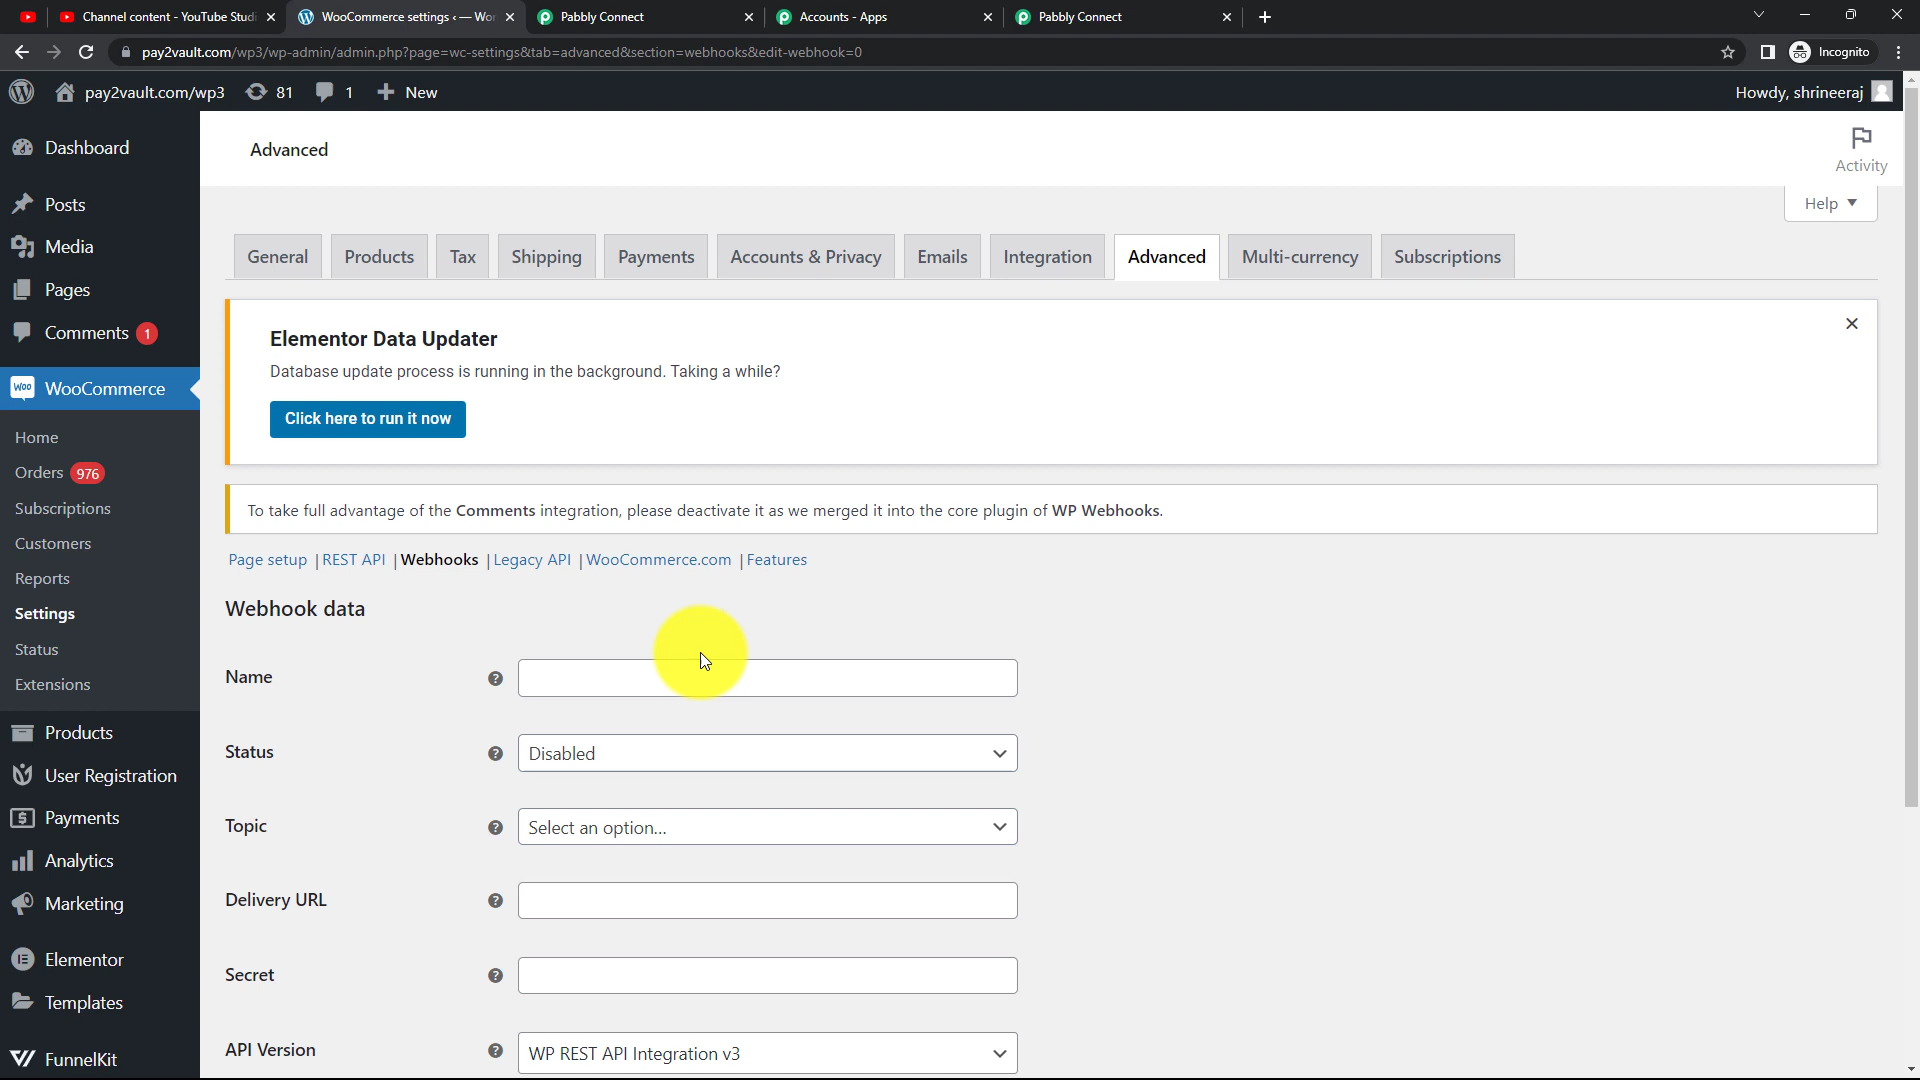 Channel content - YouTube Studi
WooCommerce settings ‹ — Wor
Pabbly Connect
Accounts - Apps
Pabbly Connect
pay2vault.com/wp3/wp-admin/admin.php?page=wc-settings&tab=advanced&section=webhooks&edit-webhook=0
Incognito
pay2vault.com/wp3
81
1
New
Howdy, shrineeraj
Dashboard
Posts
Media
Pages
Comments 1
Woo WooCommerce
Home
Orders 976
Subscriptions
Customers
Reports
Settings
Status
Extensions
Products
User Registration
Payments
Analytics
Marketing
Elementor
Templates
FunnelKit
Advanced
Activity
Help
General
Products
Tax
Shipping
Payments
Accounts & Privacy
Emails
Integration
Advanced
Multi-currency
Subscriptions
Elementor Data Updater
Database update process is running in the background. Taking a while?
Click here to run it now
To take full advantage of the Comments integration, please deactivate it as we merged it into the core plugin of WP Webhooks.
Page setup | REST API | Webhooks | Legacy API | WooCommerce.com | Features
Webhook data
Name
Status
Disabled
Topic
Select an option...
Delivery URL
Secret
API Version
WP REST API Integration v3